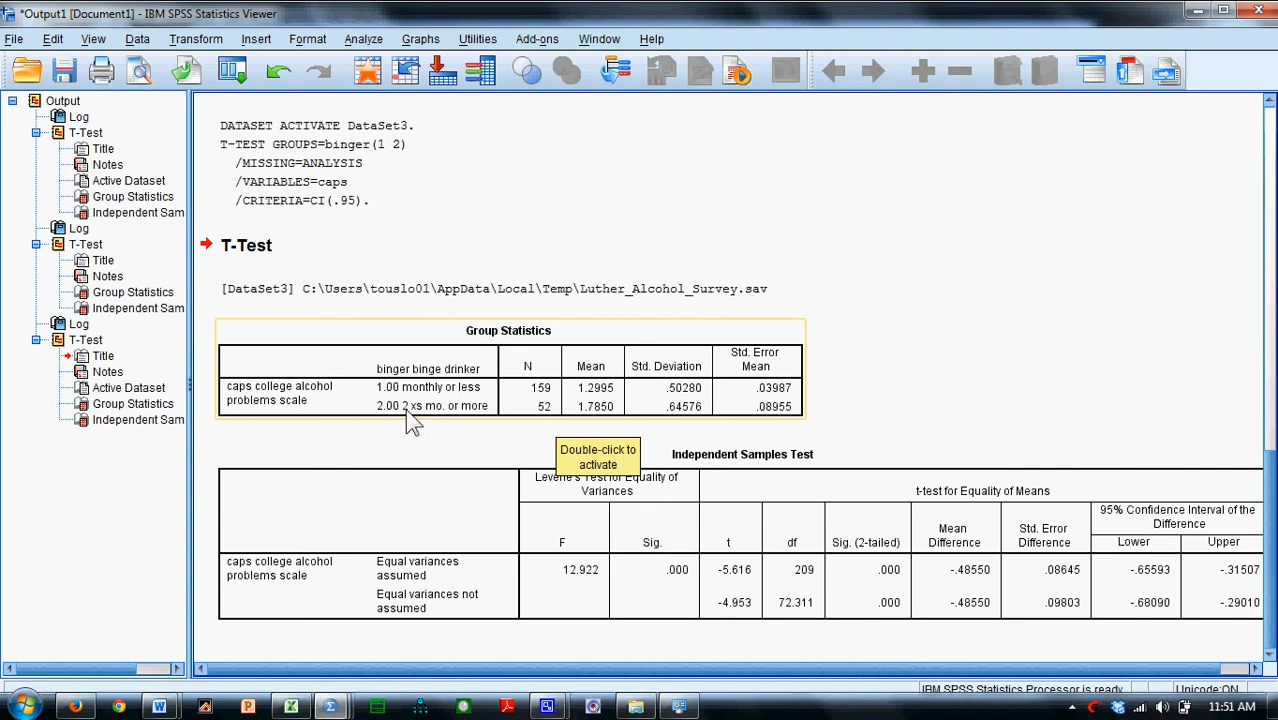 *Output1 [Document1] - IBM SPSS Statistics Viewer
File Edit View Data Transform Insert Format Analyze Graphs Utilities Add-ons Window Help
Output
Log
T-Test
Title
Notes
Active Dataset
Group Statistics
Independent Sam
Log
T-Test
Title
Notes
Group Statistics
Independent Sam
Log
T-Test
Title
Notes
Active Dataset
Group Statistics
Independent Sam
DATASET ACTIVATE DataSet3.
T-TEST GROUPS=binger(1 2)
/MISSING=ANALYSIS
/VARIABLES=caps
/CRITERIA=CI(.95).
T-Test
[DataSet3] C:\Users\touslo01\AppData\Local\Temp\Luther_Alcohol_Survey.sav
Group Statistics
binger binge drinker N Mean Std. Deviation Std. Error Mean
caps college alcohol problems scale 1.00 monthly or less 159 1.2995 .50280 .03987
2.00 2 xs mo. or more 52 1.7850 .64576 .08955
Double-click to
activate
Independent Samples Test
Levene's Test for Equality of Variances t-test for Equality of Means
95% Confidence Interval of the Difference
F Sig. t df Sig. (2-tailed) Mean Difference Std. Error Difference Lower Upper
caps college alcohol problems scale Equal variances assumed 12.922 .000 -5.616 209 .000 -.48550 .08645 -.65593 -.31507
Equal variances not assumed -4.953 72.311 .000 -.48550 .09803 -.68090 -.29010
IBM SPSS Statistics Processor is ready Unicode:ON
11:51 AM